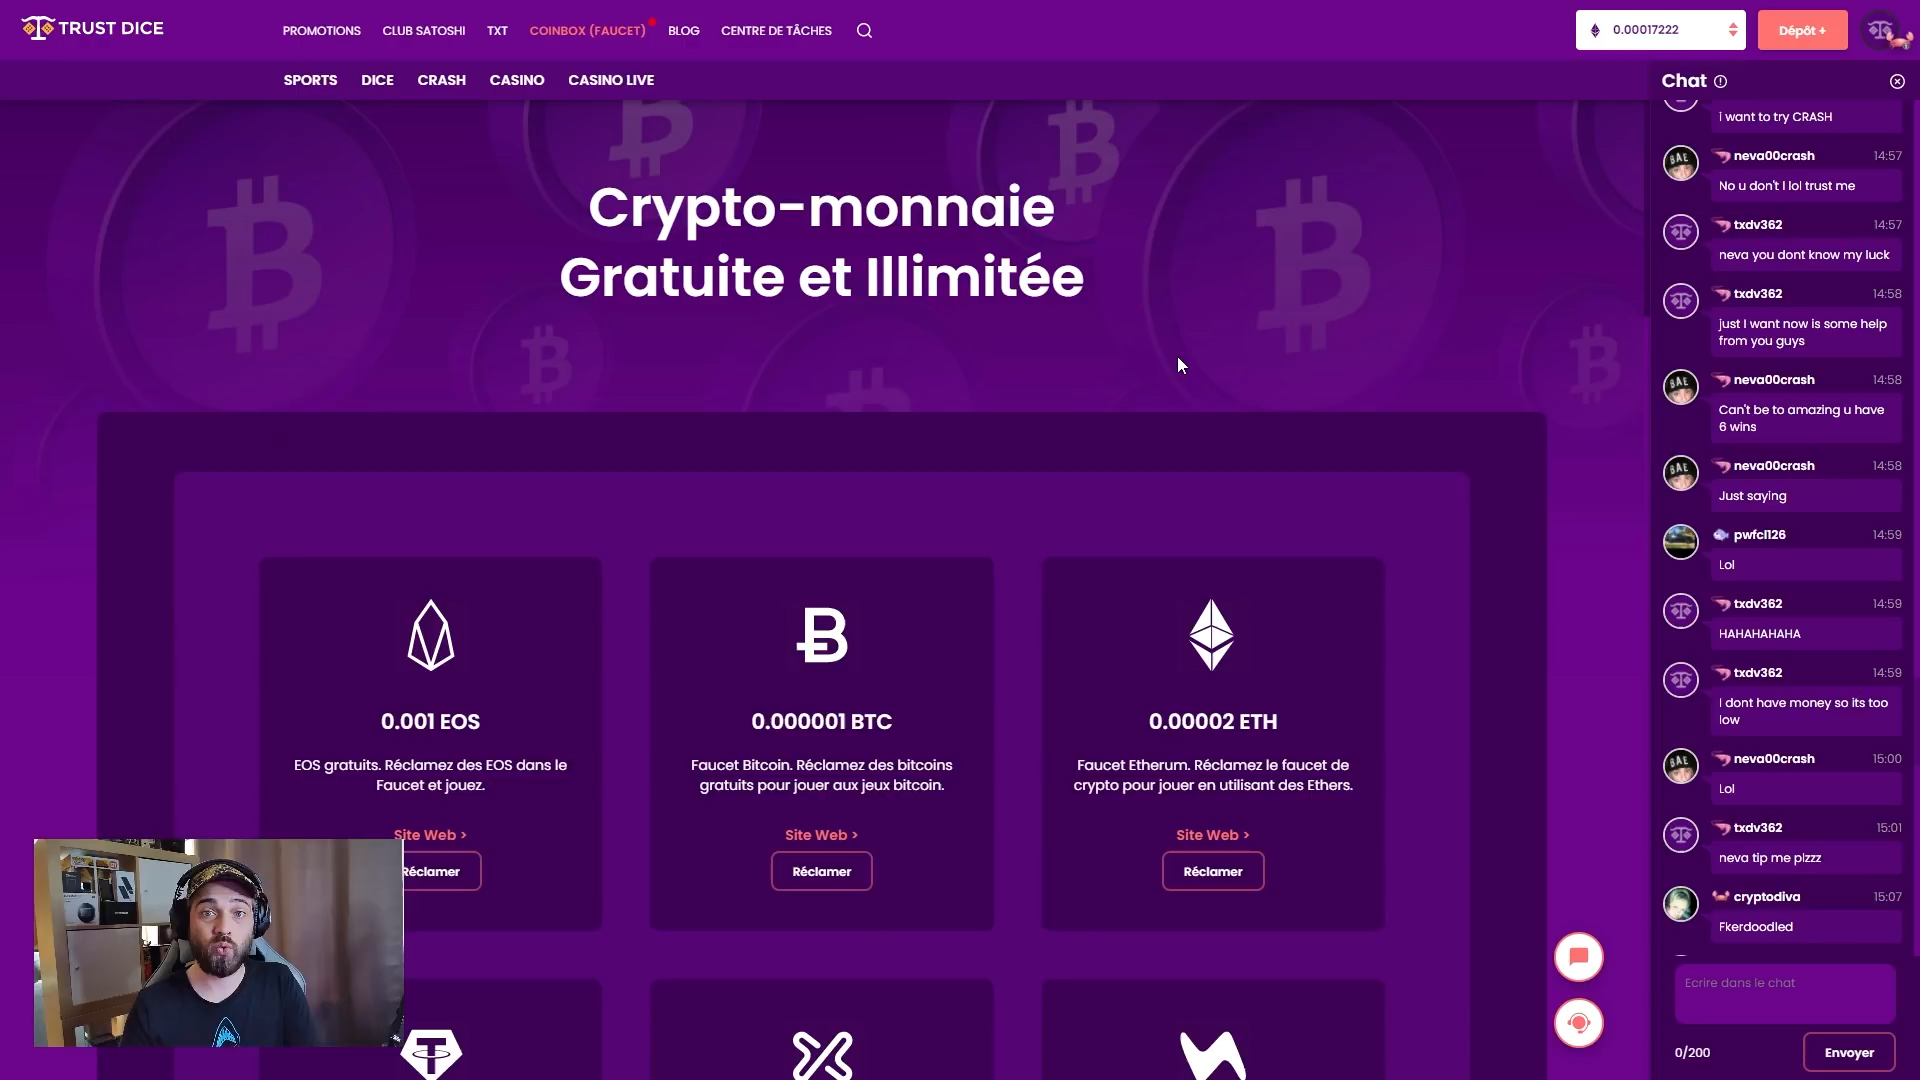 TRUST DICE
PROMOTIONS
CLUB SATOSHI
TXT
COINBOX (FAUCET)
BLOG
CENTRE DE TÂCHES
0.00017222
Dépôt +
SPORTS
DICE
CRASH
CASINO
CASINO LIVE
Crypto-monnaie
Gratuite et Illimitée
0.001 EOS
EOS gratuits. Réclamez des EOS dans le
Faucet et jouez.
Site Web >
Réclamer
0.000001 BTC
Faucet Bitcoin. Réclamez des bitcoins
gratuits pour jouer aux jeux bitcoin.
Site Web >
Réclamer
0.00002 ETH
Faucet Etherum. Réclamez le faucet de
crypto pour jouer en utilisant des Ethers.
Site Web >
Réclamer
Chat
i want to try CRASH
neva00crash 14:57
No u don't I lol trust me
txdv362 14:57
neva you dont know my luck
txdv362 14:58
just I want now is some help
from you guys
neva00crash 14:58
Can't be to amazing u have
6 wins
neva00crash 14:58
Just saying
pwfcl126 14:59
Lol
txdv362 14:59
HAHAHAHAHA
txdv362 14:59
I dont have money so its too
low
neva00crash 15:00
Lol
txdv362 15:01
neva tip me plzzz
cryptodiva 15:07
Fkerdoodled
Ecrire dans le chat
0/200
Envoyer